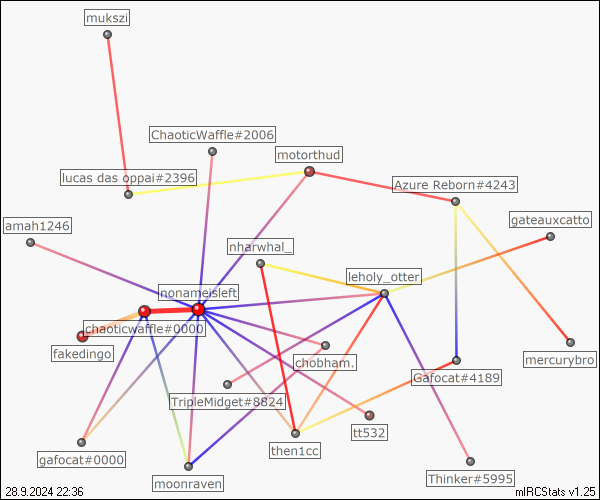 mukszi
ChaoticWaffle#2006
motorthud
lucas das oppai#2396
Azure Reborn#4243
amah1246
gateauxcatto
nharwhal_
leholy_otter
nonameisleft
chaoticwaffle#0000
fakedingo
chobham.
mercurybro
Gafocat#4189
TripleMidget#8824
tt532
then1cc
gafocat#0000
Thinker#5995
moonraven
28.9.2024 22:36
mIRCStats v1.25